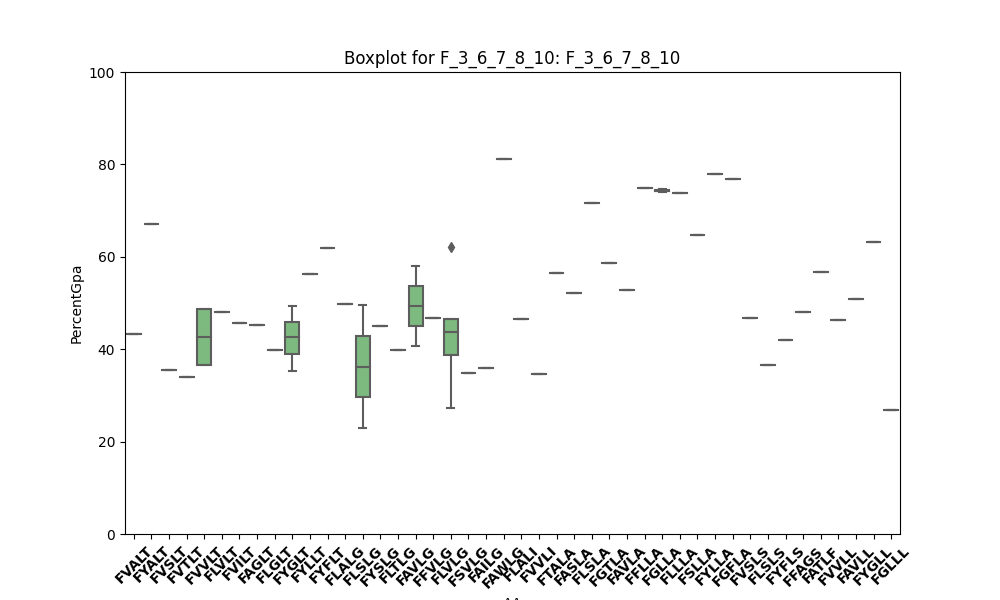 Boxplot for F_3_6_7_8_10: F_3_6_7_8_10
PercentGpa
100
80
60
40
20
0
FVALT
FYALT
FVSLT
FVTLT
FVVLT
FLVLT
FVILT
FAGLT
FLGLT
FYGLT
FYLLT
FYFLT
FLALG
FLSLG
FYSLG
FLTLG
FAVLG
FFVLG
FLVLG
FSVLG
FAILG
FAWLG
FLALI
FVVLI
FTALA
FASLA
FLSLA
FGTLA
FAVLA
FFLLA
FGLLA
FLLLA
FSLLA
FYLLA
FGFLA
FVSLS
FLSLS
FYFLS
FFAGS
FATLF
FVVLL
FAVLL
FYGLL
FGLLL